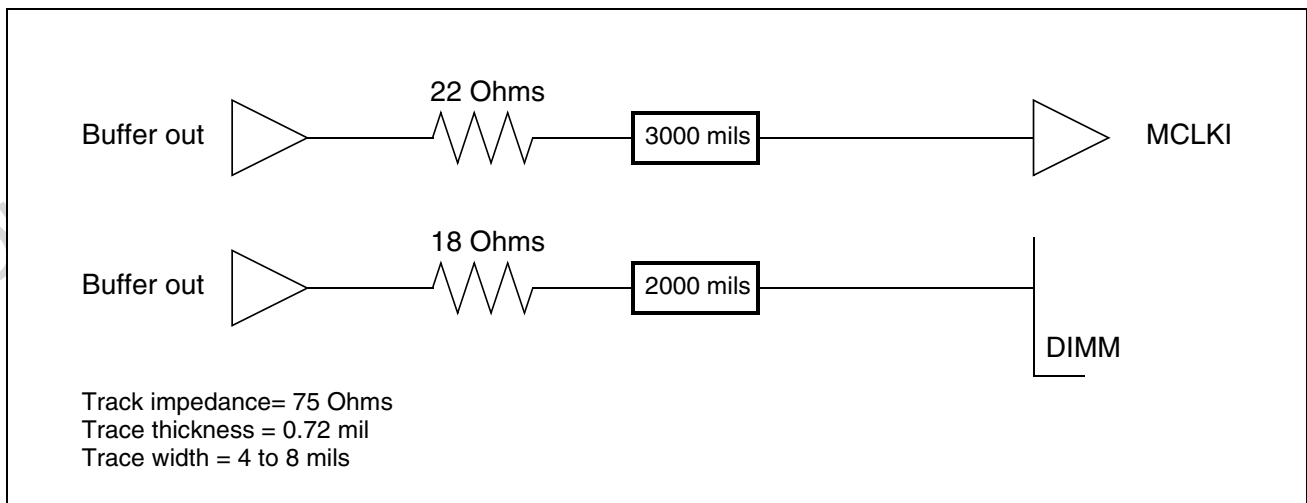 22 Ohms
Buffer out
3000 mils
MCLKI
18 Ohms
Buffer out
2000 mils
DIMM
Track impedance= 75 Ohms
Trace thickness = 0.72 mil
Trace width = 4 to 8 mils